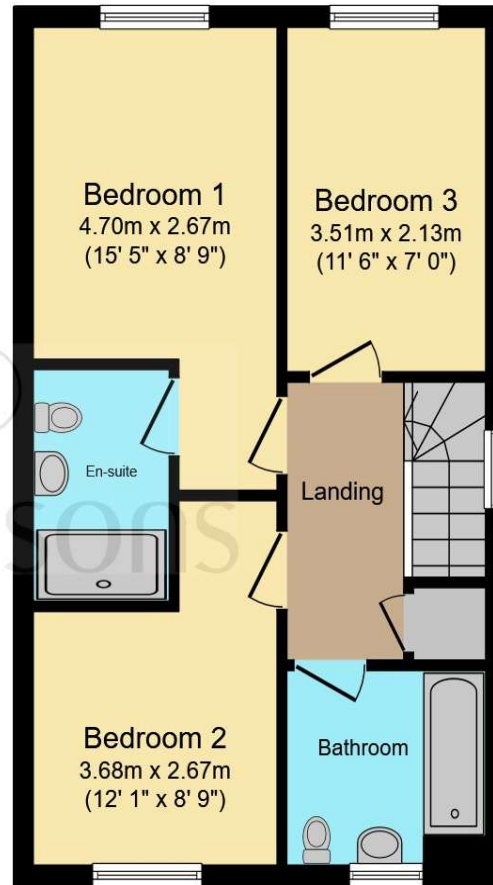 Bedroom 1
4.70m x 2.67m
(15' 5" x 8' 9")
Bedroom 3
3.51m x 2.13m
(11' 6" x 7' 0")
En-suite
Landing
sons
Bedroom 2
3.68m x 2.67m
(12' 1" x 8' 9")
Bathroom